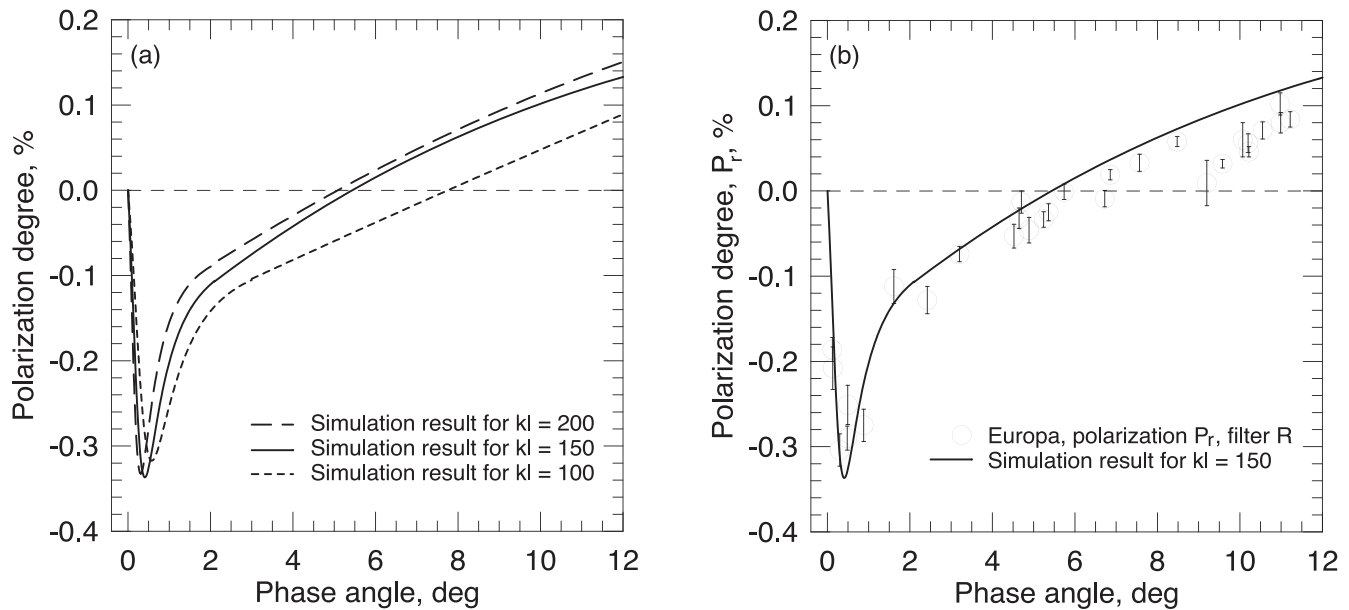 (a)
0.2
0.1
0.0
-0.1
-0.2
-0.3
-0.4
Polarization degree, %
Simulation result for kl = 200
Simulation result for kl = 150
Simulation result for kl = 100
0 2 4 6 8 10 12
Phase angle, deg
(b)
0.2
0.1
0.0
-0.1
-0.2
-0.3
-0.4
Polarization degree, Pr, %
Europa, polarization Pr, filter R
Simulation result for kl = 150
0 2 4 6 8 10 12
Phase angle, deg